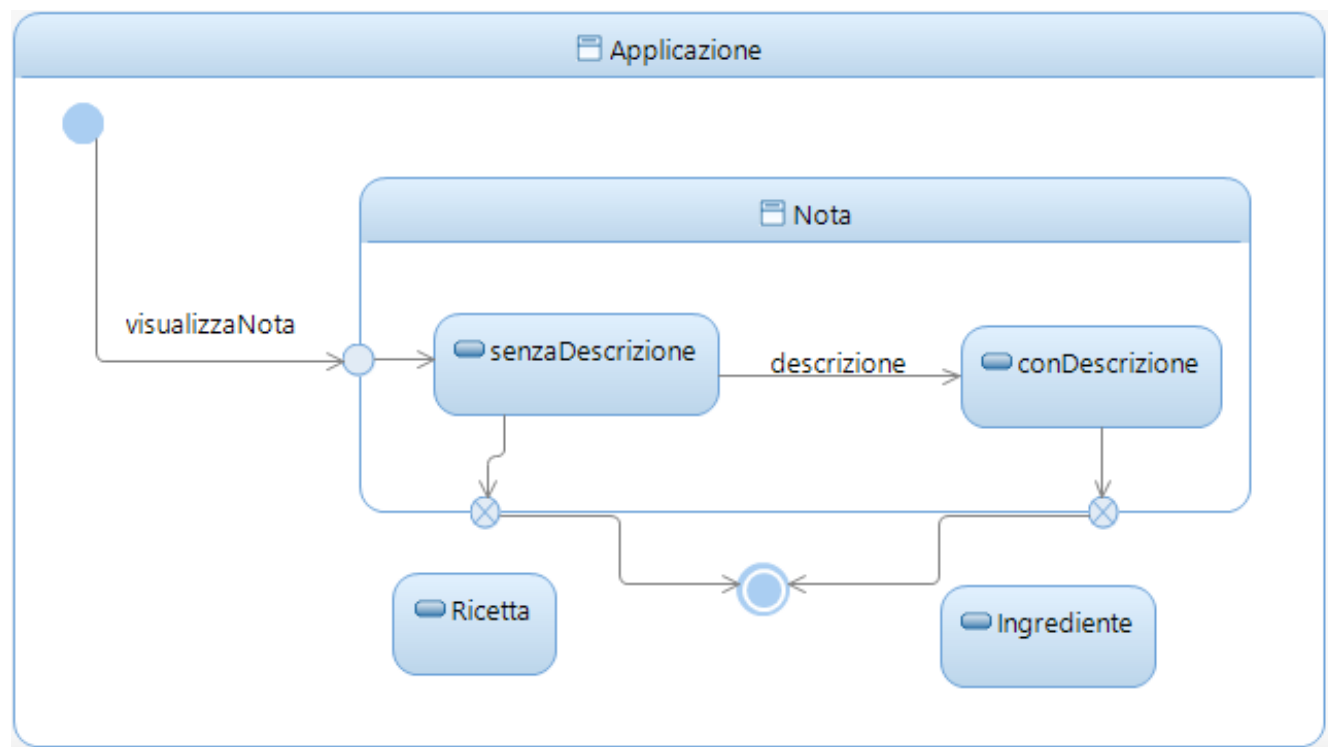 Applicazione
Nota
visualizzaNota
senzaDescrizione
descrizione
conDescrizione
Ricetta
Ingrediente